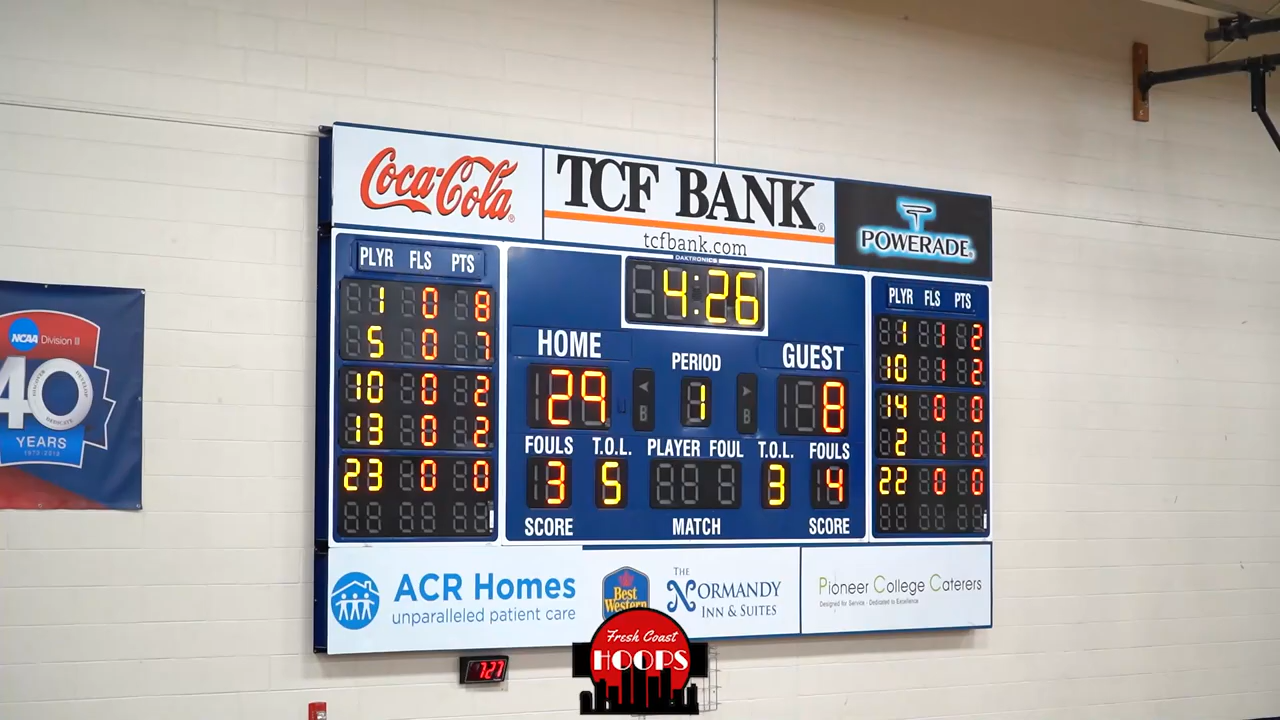 Coca-Cola
TCF BANK
tcfbank.com
POWERADE
DAKTRONICS
PLYR FLS PTS
1 0 8
5 0 7
10 0 2
13 0 2
23 0 0
4:26
HOME
PERIOD
GUEST
29
1
8
B
B
FOULS T.O.L. PLAYER FOUL T.O.L. FOULS
3 5 3 4
SCORE MATCH SCORE
PLYR FLS PTS
1 1 2
10 1 2
14 0 0
2 1 0
22 0 0
NCAA Division III
40
YEARS
1973-2013
ACR Homes
unparalleled patient care
Best
Western
THE
NORMANDY
INN & SUITES
Pioneer College Caterers
Designed for Service - Dedicated to Excellence
7:27
Fresh Coast
HOOPS